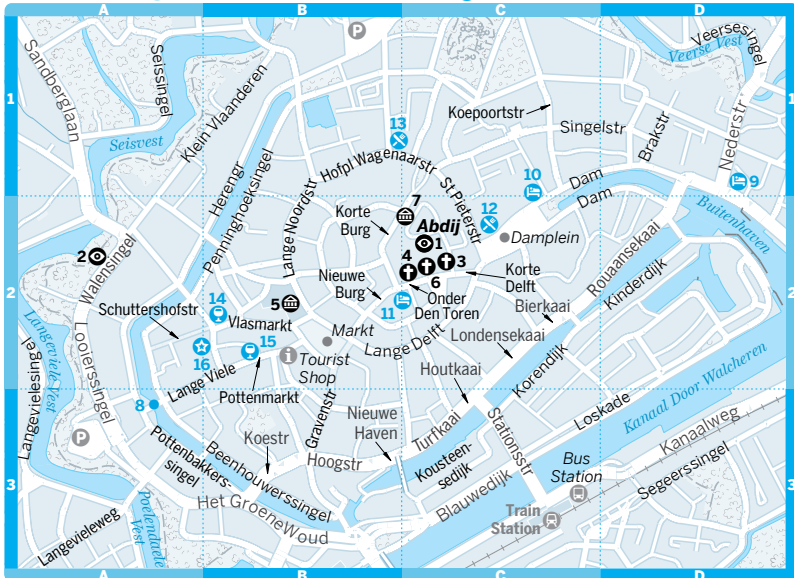 A
B
C
D
1
1
2
2
3
3
A
B
C
D
P
Sandberglaan
Seissingel
Seisvest
Klein Vlaanderen
Herengr
Penninghoeksingel
Lange Noordstr
Hofpl Wagenaarstr
13
St Pieterstr
Koepoortstr
Singelstr
Brakstr
Veersesingel
Veerse Vest
Nederstr
10
9
Dam
Dam
Buitenhaven
7
Abdij
1
12
Damplein
Korte
Burg
4
3
6
Korte
Delft
Onder
Den Toren
Nieuwe
Burg
11
2
Walensingel
Schuttershofstr
14
Vlasmarkt
5
Markt
15
16
Tourist
Shop
i
Lange Viele
Pottenmarkt
Lange Delft
Bierkaai
Londensekaai
Houtkaai
Korendijk
Rouaansekaai
Kinderdijk
Looierssingel
Langeviele Vest
Langevielesingel
8
P
Pottenbakkers-
singel
Beenhouwerssingel
Koestr
Gravenstr
Hoogstr
Nieuwe
Haven
Turfkaai
Kousteen-
sedijk
Stationsstr
Loskade
Kanaal Door Walcheren
Kanaalweg
Segeerssingel
Bus
Station
Train
Station
Blauwedijk
Het GroeneWoud
Poelendaele
Vest
Langevieleweg